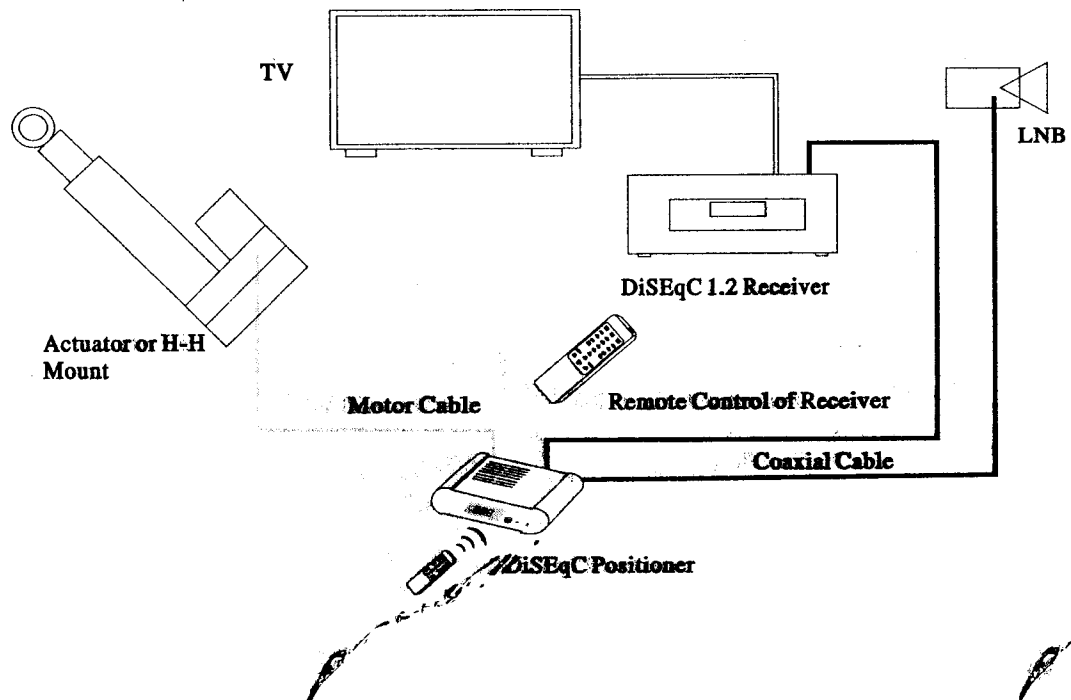 TV
LNB
DiSEqC 1.2 Receiver
Actuator or H-H
Mount
Motor Cable
Remote Control of Receiver
Coaxial Cable
DiSEqC Positioner